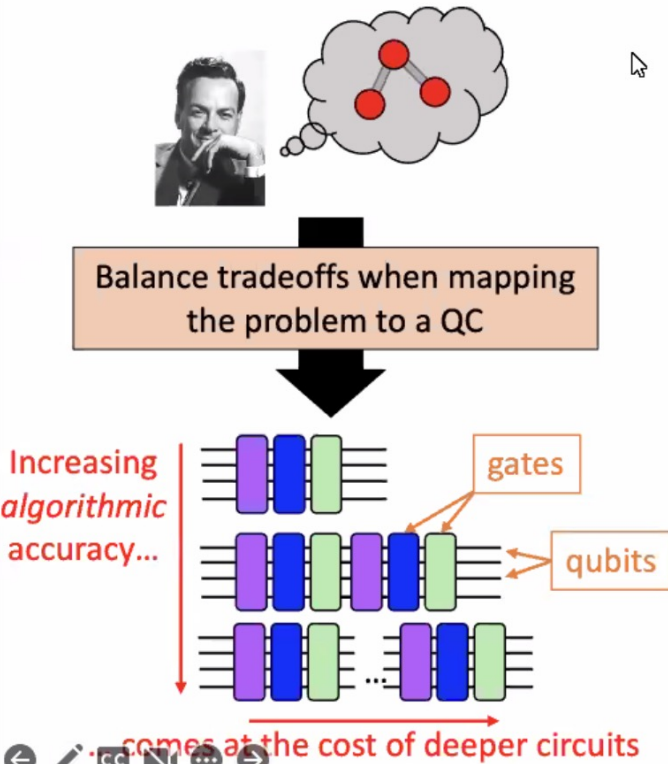 Balance tradeoffs when mapping
the problem to a QC
Increasing
algorithmic
accuracy...
gates
qubits
...
... comes at the cost of deeper circuits
CC